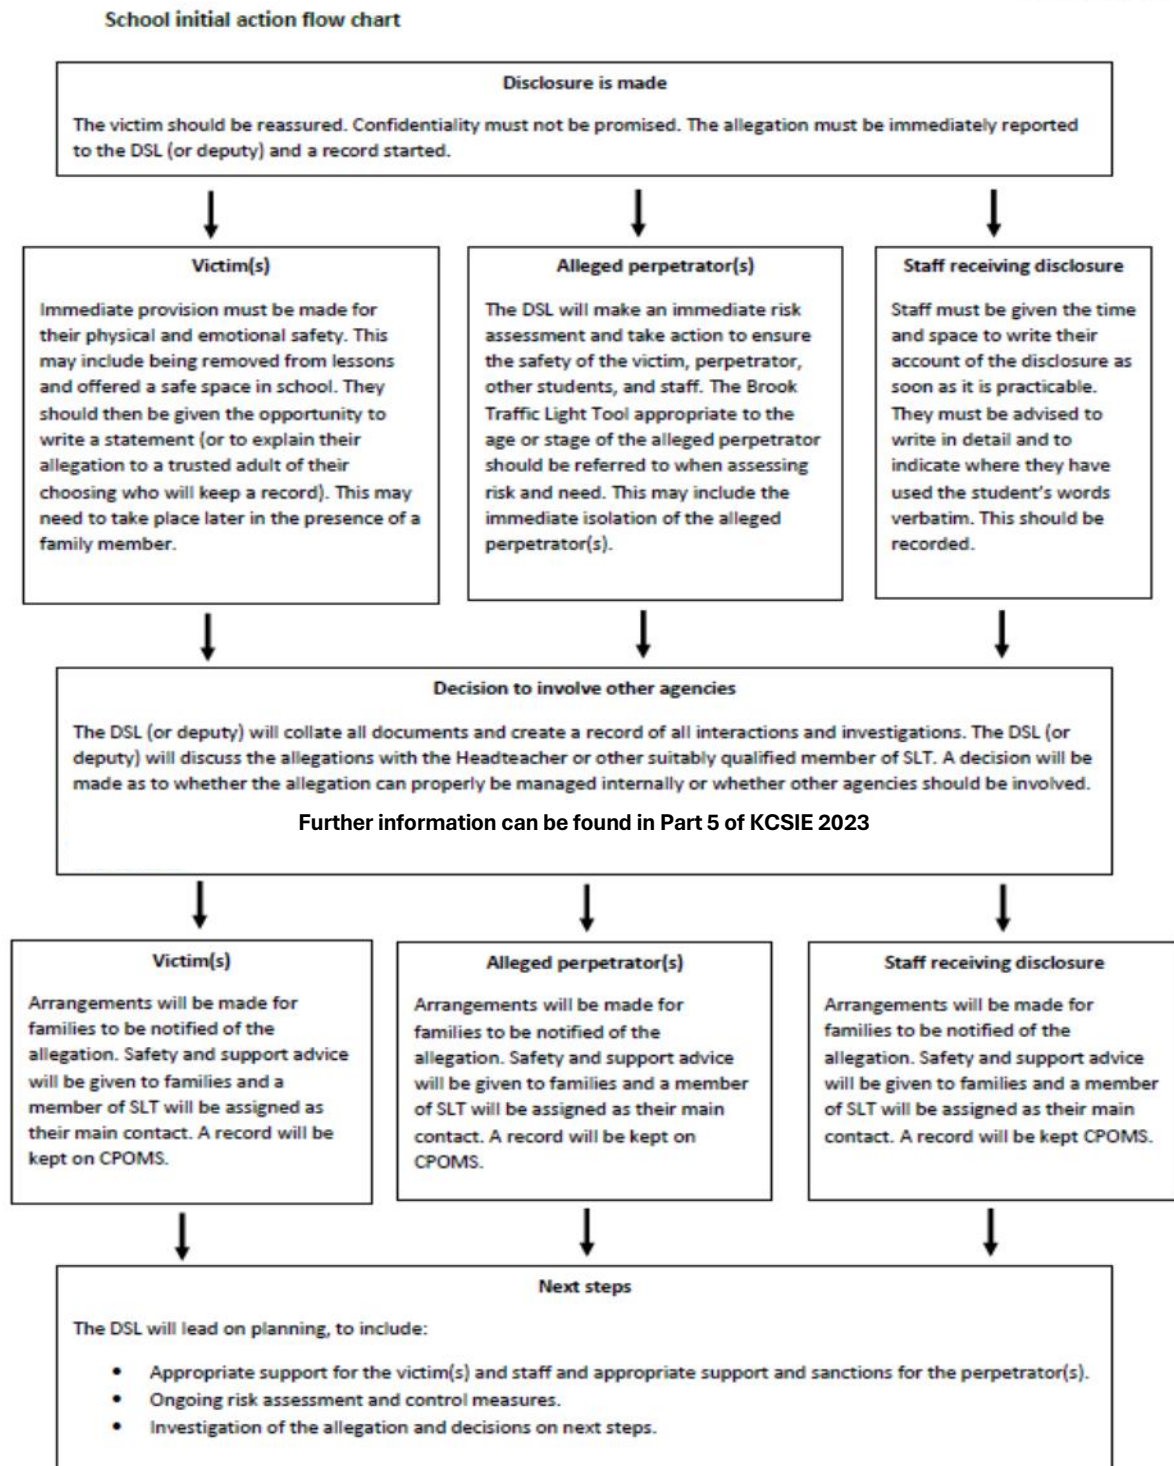 School initial action flow chart
Disclosure is made
The victim should be reassured. Confidentiality must not be promised. The allegation must be immediately reported
to the DSL (or deputy) and a record started.
Victim(s)
Immediate provision must be made for
their physical and emotional safety. This
may include being removed from lessons
and offered a safe space in school. They
should then be given the opportunity to
write a statement (or to explain their
allegation to a trusted adult of their
choosing who will keep a record). This may
need to take place later in the presence of a
family member.
Alleged perpetrator(s)
The DSL will make an immediate risk
assessment and take action to ensure
the safety of the victim, perpetrator,
other students, and staff. The Brook
Traffic Light Tool appropriate to the
age or stage of the alleged perpetrator
should be referred to when assessing
risk and need. This may include the
immediate isolation of the alleged
perpetrator(s).
Staff receiving disclosure
Staff must be given the time
and space to write their
account of the disclosure as
soon as it is practicable.
They must be advised to
write in detail and to
indicate where they have
used the student's words
verbatim. This should be
recorded.
Decision to involve other agencies
The DSL (or deputy) will collate all documents and create a record of all interactions and investigations. The DSL (or
deputy) will discuss the allegations with the Headteacher or other suitably qualified member of SLT. A decision will be
made as to whether the allegation can properly be managed internally or whether other agencies should be involved.
Further information can be found in Part 5 of KCSIE 2023
Victim(s)
Arrangements will be made for
families to be notified of the
allegation. Safety and support advice
will be given to families and a
member of SLT will be assigned as
their main contact. A record will be
kept on CPOMS.
Alleged perpetrator(s)
Arrangements will be made for
families to be notified of the
allegation. Safety and support advice
will be given to families and a member
of SLT will be assigned as their main
contact. A record will be kept on
CPOMS.
Staff receiving disclosure
Arrangements will be made for
families to be notified of the
allegation. Safety and support advice
will be given to families and a member
of SLT will be assigned as their main
contact. A record will be kept CPOMS.
Next steps
The DSL will lead on planning, to include:
• Appropriate support for the victim(s) and staff and appropriate support and sanctions for the perpetrator(s).
• Ongoing risk assessment and control measures.
• Investigation of the allegation and decisions on next steps.